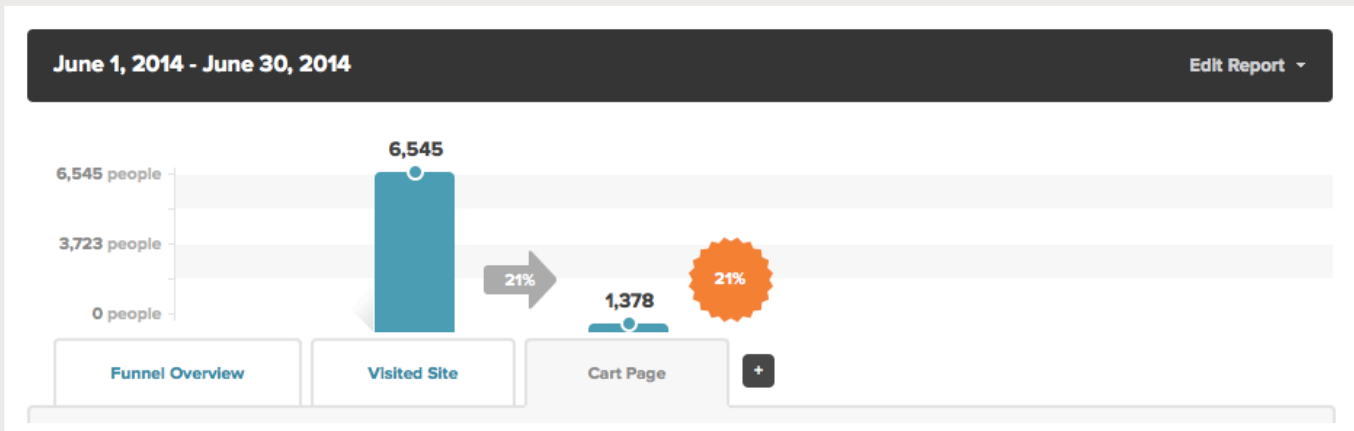 June 1, 2014 - June 30, 2014
Edit Report
6,545
6,545 people
3,723 people
21%
21%
1,378
0 people
Funnel Overview
Visited Site
Cart Page
+